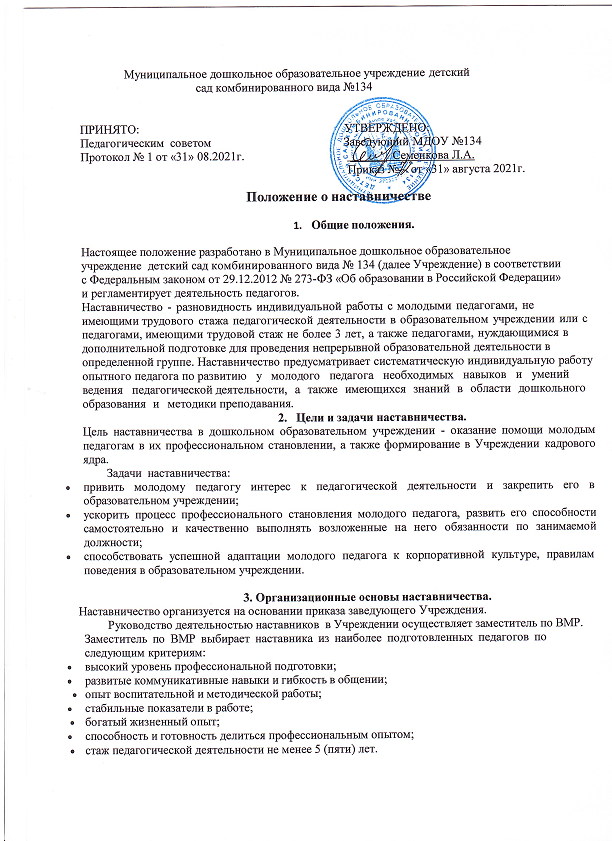 Муниципальное дошкольное образовательное учреждение детский
сад комбинированного вида №134
ПРИНЯТО:
Педагогическим советом
Протокол № 1 от «31» 08.2021г.
УТВЕРЖДЕНО:
Заведующий МДОУ №134
Семенкова Л.А.
Приказ № от «31» августа 2021г.
Положение о наставничестве
1. Общие положения.
Настоящее положение разработано в Муниципальное дошкольное образовательное
учреждение детский сад комбинированного вида № 134 (далее Учреждение) в соответствии
с Федеральным законом от 29.12.2012 № 273-ФЗ «Об образовании в Российской Федерации»
и регламентирует деятельность педагогов.
Наставничество - разновидность индивидуальной работы с молодыми педагогами, не
имеющими трудового стажа педагогической деятельности в образовательном учреждении или с
педагогами, имеющими трудовой стаж не более 3 лет, а также педагогами, нуждающимися в
дополнительной подготовке для проведения непрерывной образовательной деятельности в
определенной группе. Наставничество предусматривает систематическую индивидуальную работу
опытного педагога по развитию у молодого педагога необходимых навыков и умений
ведения педагогической деятельности, а также имеющихся знаний в области дошкольного
образования и методики преподавания.
2. Цели и задачи наставничества.
Цель наставничества в дошкольном образовательном учреждении - оказание помощи молодым
педагогам в их профессиональном становлении, а также формирование в Учреждении кадрового
ядра.
Задачи наставничества:
• привить молодому педагогу интерес к педагогической деятельности и закрепить его в
образовательном учреждении;
• ускорить процесс профессионального становления молодого педагога, развить его способности
самостоятельно и качественно выполнять возложенные на него обязанности по занимаемой
должности;
• способствовать успешной адаптации молодого педагога к корпоративной культуре, правилам
поведения в образовательном учреждении.
3. Организационные основы наставничества.
Наставничество организуется на основании приказа заведующего Учреждения.
Руководство деятельностью наставников в Учреждении осуществляет заместитель по ВМР.
Заместитель по ВМР выбирает наставника из наиболее подготовленных педагогов по
следующим критериям:
• высокий уровень профессиональной подготовки;
• развитые коммуникативные навыки и гибкость в общении;
• опыт воспитательной и методической работы;
• стабильные показатели в работе;
• богатый жизненный опыт;
• способность и готовность делиться профессиональным опытом;
• стаж педагогической деятельности не менее 5 (пяти) лет.